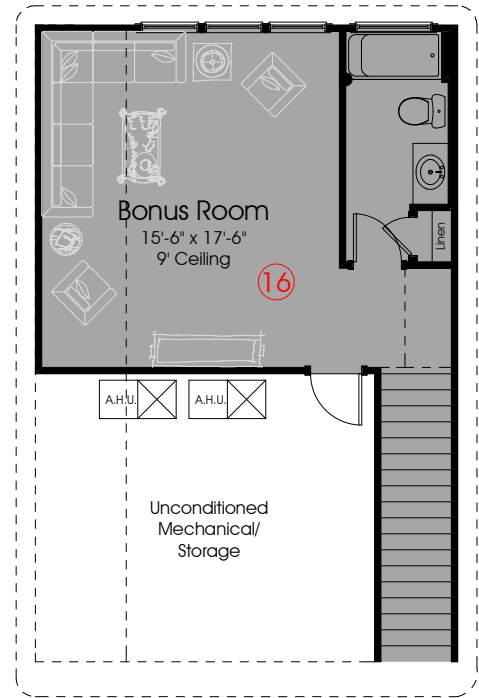 Bonus Room
15'-6" x 17'-6"
9' Ceiling
16
Linen
A.H.U.
A.H.U.
Unconditioned
Mechanical/
Storage